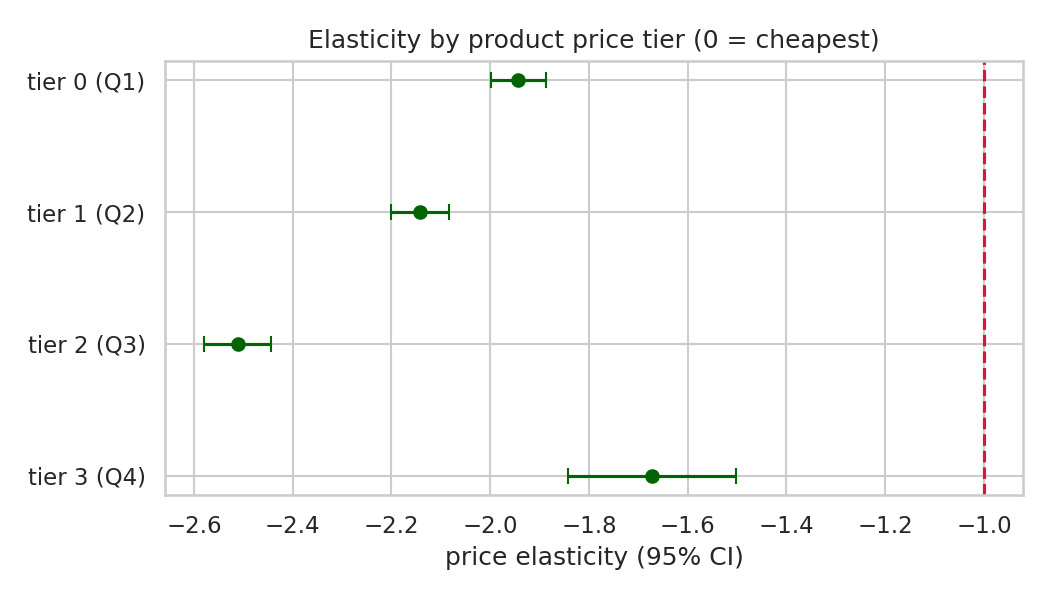 Elasticity by product price tier (0 = cheapest)
tier 0 (Q1)
tier 1 (Q2)
tier 2 (Q3)
tier 3 (Q4)
−2.6 −2.4 −2.2 −2.0 −1.8 −1.6 −1.4 −1.2 −1.0
price elasticity (95% CI)